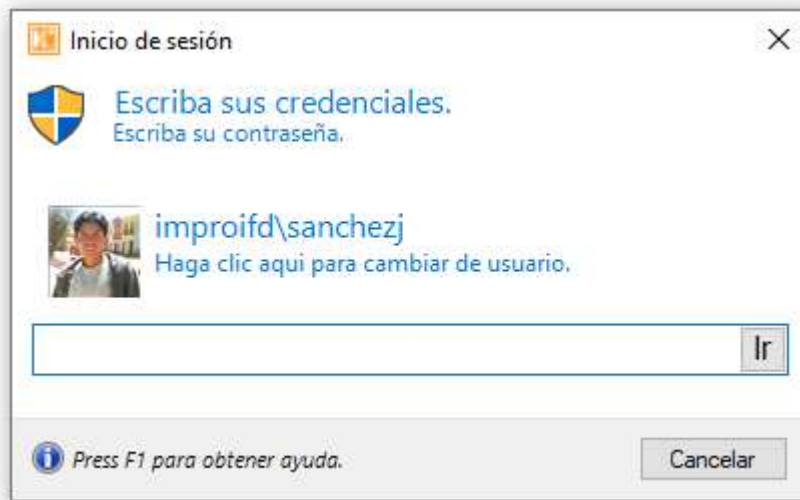 Inicio de sesión
Escriba sus credenciales.
Escriba su contraseña.
improifd\sanchezj
Haga clic aqui para cambiar de usuario.
Ir
Press F1 para obtener ayuda.
Cancelar